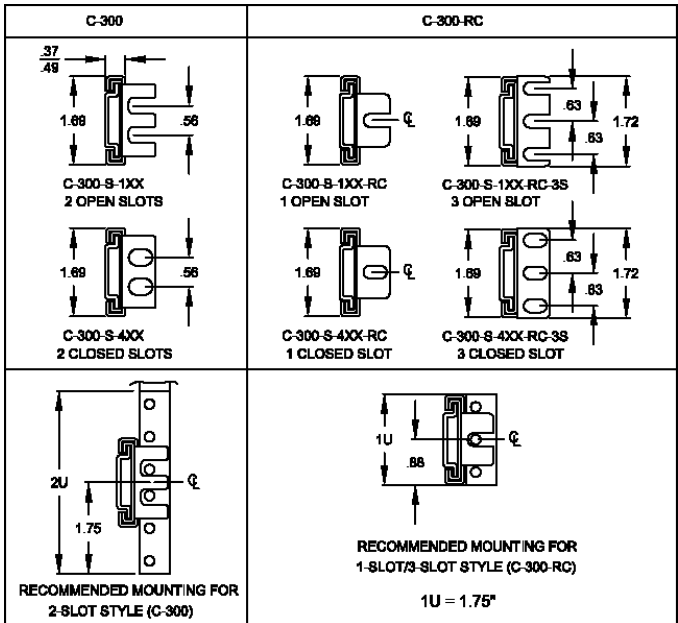 C-300
C-300-RC
.37
.49
1.69
.56
C-300-S-1XX
2 OPEN SLOTS
1.69
℄
C-300-S-1XX-RC
1 OPEN SLOT
1.69
.63
.63
1.72
C-300-S-1XX-RC-3S
3 OPEN SLOT
1.69
.56
C-300-S-4XX
2 CLOSED SLOTS
1.69
℄
C-300-S-4XX-RC
1 CLOSED SLOT
1.69
.63
.63
1.72
C-300-S-4XX-RC-3S
3 CLOSED SLOT
2U
1.75
℄
RECOMMENDED MOUNTING FOR
2-SLOT STYLE (C-300)
1U
.88
℄
RECOMMENDED MOUNTING FOR
1-SLOT/3-SLOT STYLE (C-300-RC)
1U = 1.75"